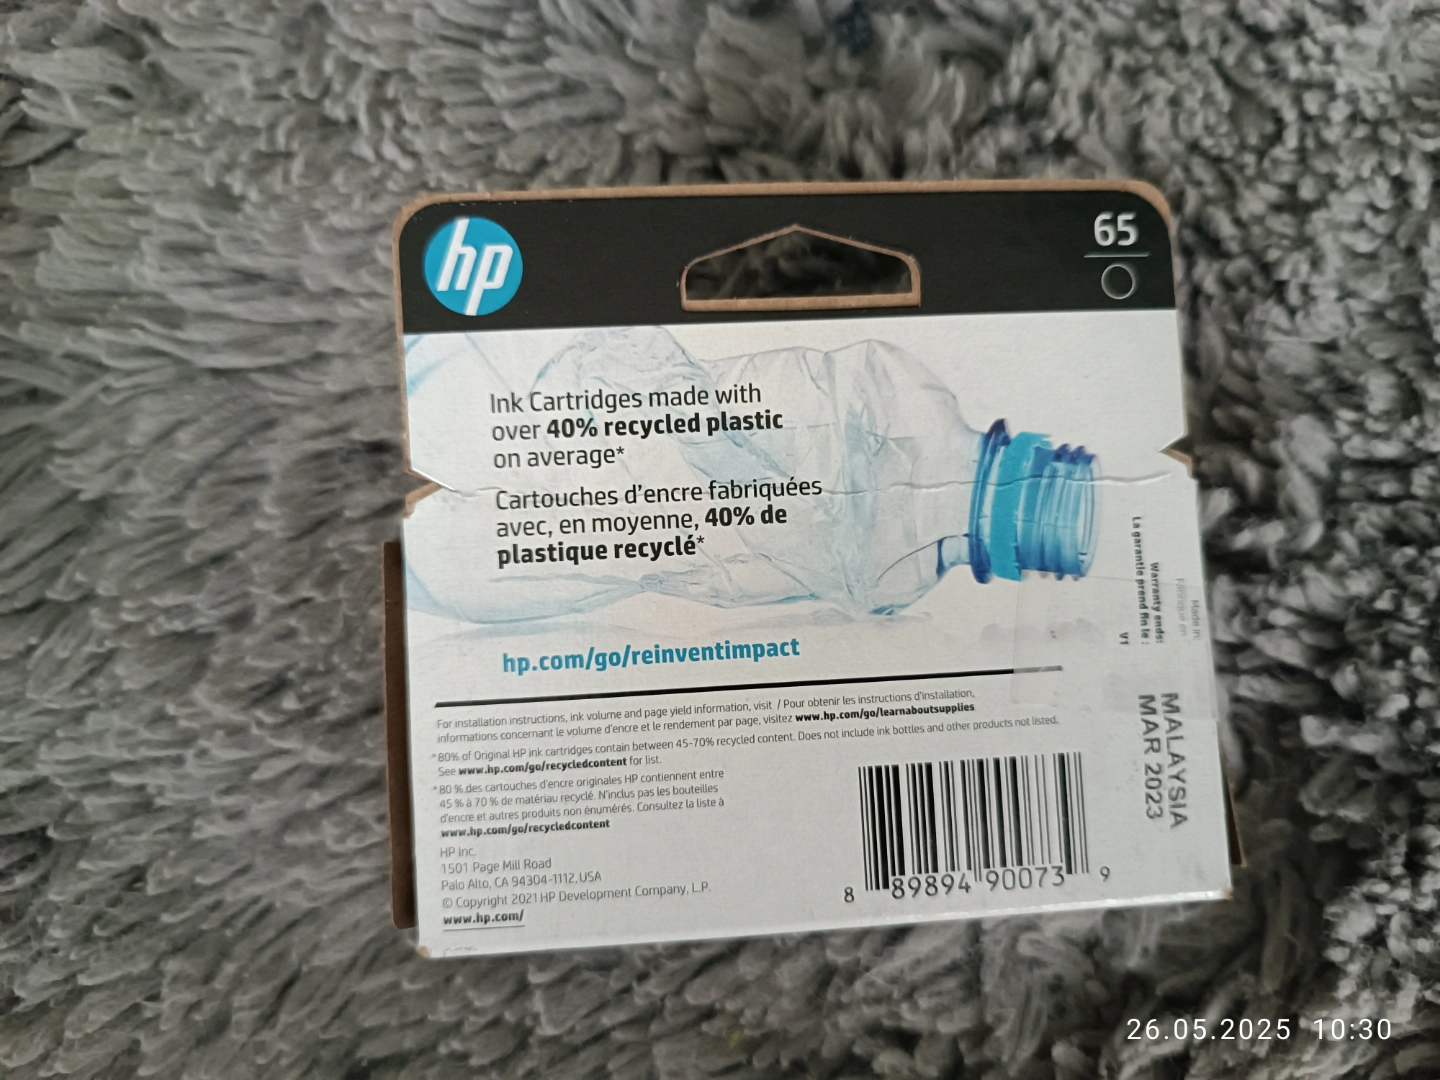 hp
65
Ink Cartridges made with
over 40% recycled plastic
on average*
Cartouches d'encre fabriquées
avec, en moyenne, 40% de
plastique recyclé*
hp.com/go/reinventimpact
For installation instructions, ink volume and page yield information, visit / Pour obtenir les instructions d'installation,
informations concernant le volume d'encre et le rendement par page, visitez www.hp.com/go/learnaboutsupplies
*80% of Original HP ink cartridges contain between 45-70% recycled content. Does not include ink bottles and other products not listed.
See www.hp.com/go/recycledcontent for list.
*80 % des cartouches d'encre originales HP contiennent entre
45 % à 70 % de matériau recyclé. N'inclus pas les bouteilles
d'encre et autres produits non énumérés. Consultez la liste à
www.hp.com/go/recycledcontent
HP Inc.
1501 Page Mill Road
Palo Alto, CA 94304-1112, USA
© Copyright 2021 HP Development Company, L.P.
www.hp.com/
Made in:
Fabriqué en
Warranty ends:
La garantie prend fin le :
V1
MALAYSIA
MAR 2023
8 89894 90073 9
26.05.2025 10:30